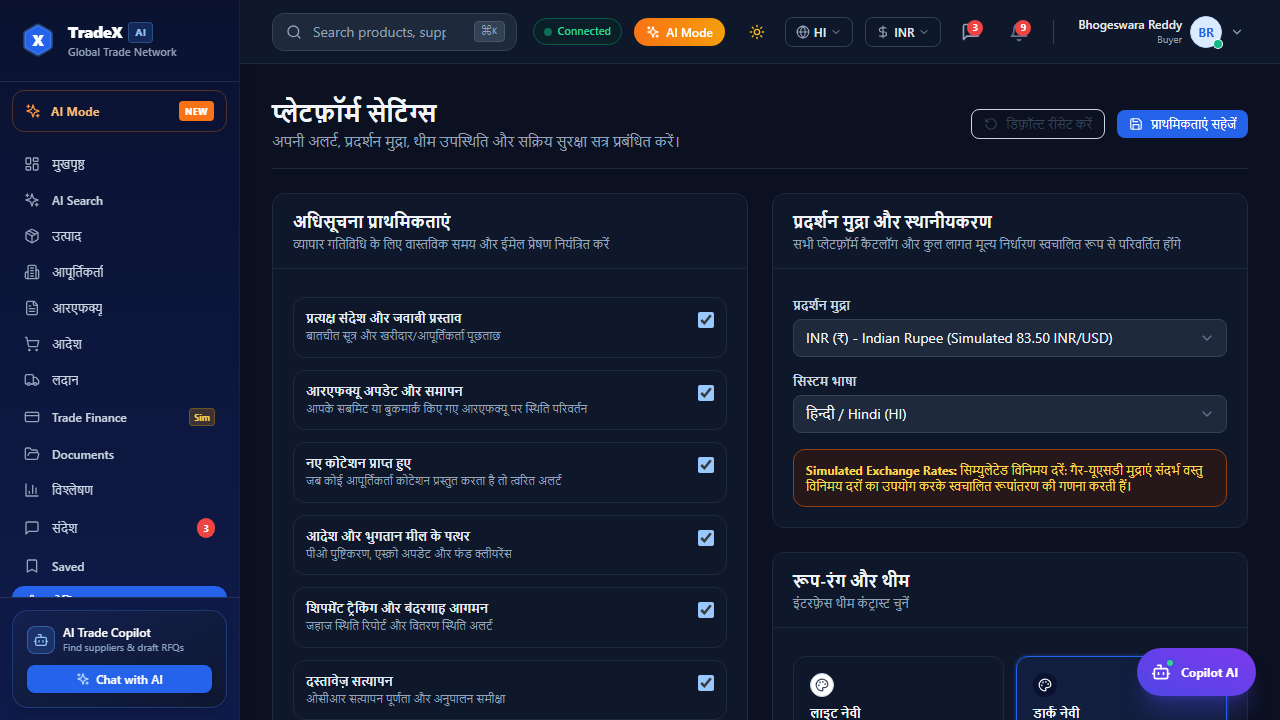 TradeX AI
Global Trade Network
AI Mode NEW
मुखपृष्ठ
AI Search
उत्पाद
आपूर्तिकर्ता
आरएफक्यू
आदेश
लदान
Trade Finance Sim
Documents
विश्लेषण
संदेश 3
Saved
AI Trade Copilot
Find suppliers & draft RFQs
Chat with AI
Search products, supp ⌘K
Connected
AI Mode
HI
$ INR
3
9
Bhogeswara Reddy
Buyer
BR
प्लेटफ़ॉर्म सेटिंग्स
अपनी अलर्ट, प्रदर्शन मुद्रा, थीम उपस्थिति और सक्रिय सुरक्षा सत्र प्रबंधित करें।
डिफ़ॉल्ट रीसेट करें
प्राथमिकताएं सहेजें
अधिसूचना प्राथमिकताएं
व्यापार गतिविधि के लिए वास्तविक समय और ईमेल प्रेषण नियंत्रित करें
प्रत्यक्ष संदेश और जवाबी प्रस्ताव
बातचीत सूत्र और खरीदार/आपूर्तिकर्ता पूछताछ
आरएफक्यू अपडेट और समापन
आपके सबमिट या बुकमार्क किए गए आरएफक्यू पर स्थिति परिवर्तन
नए कोटेशन प्राप्त हुए
जब कोई आपूर्तिकर्ता कोटेशन प्रस्तुत करता है तो त्वरित अलर्ट
आदेश और भुगतान मील के पत्थर
पीओ पुष्टिकरण, एस्क्रो अपडेट और फंड क्लीयरेंस
शिपमेंट ट्रैकिंग और बंदरगाह आगमन
जहाज स्थिति रिपोर्ट और वितरण स्थिति अलर्ट
दस्तावेज़ सत्यापन
ओसीआर सत्यापन पूर्णता और अनुपालन समीक्षा
प्रदर्शन मुद्रा और स्थानीयकरण
सभी प्लेटफ़ॉर्म कैटलॉग और कुल लागत मूल्य निर्धारण स्वचालित रूप से परिवर्तित होंगे
प्रदर्शन मुद्रा
INR (₹) - Indian Rupee (Simulated 83.50 INR/USD)
सिस्टम भाषा
हिन्दी / Hindi (HI)
Simulated Exchange Rates: सिम्युलेटेड विनिमय दरें: गैर-यूएसडी मुद्राएं संदर्भ वस्तु
विनिमय दरों का उपयोग करके स्वचालित रूपांतरण की गणना करती हैं।
रूप-रंग और थीम
इंटरफ़ेस थीम कंट्रास्ट चुनें
लाइट नेवी
डार्क नेवी
Copilot AI